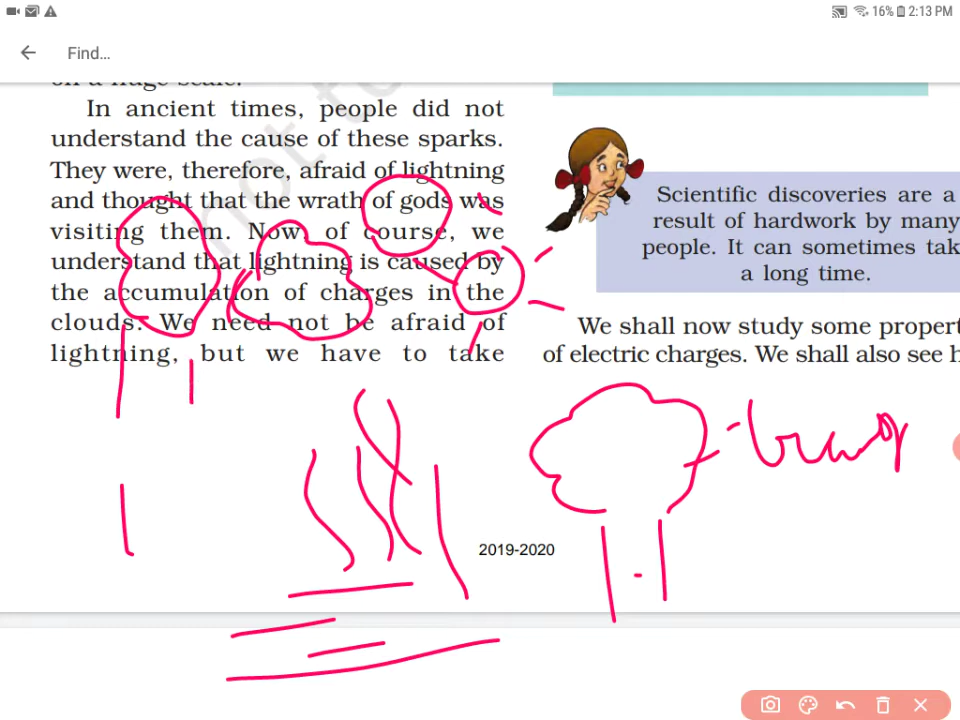 16% 2:13 PM
Find...
on a huge scale.
In ancient times, people did not
understand the cause of these sparks.
They were, therefore, afraid of lightning
and thought that the wrath of gods was
visiting them. Now, of course, we
understand that lightning is caused by
the accumulation of charges in the
clouds. We need not be afraid of
lightning, but we have to take
Scientific discoveries are a
result of hardwork by many
people. It can sometimes tak
a long time.
We shall now study some propert
of electric charges. We shall also see h
2019-2020